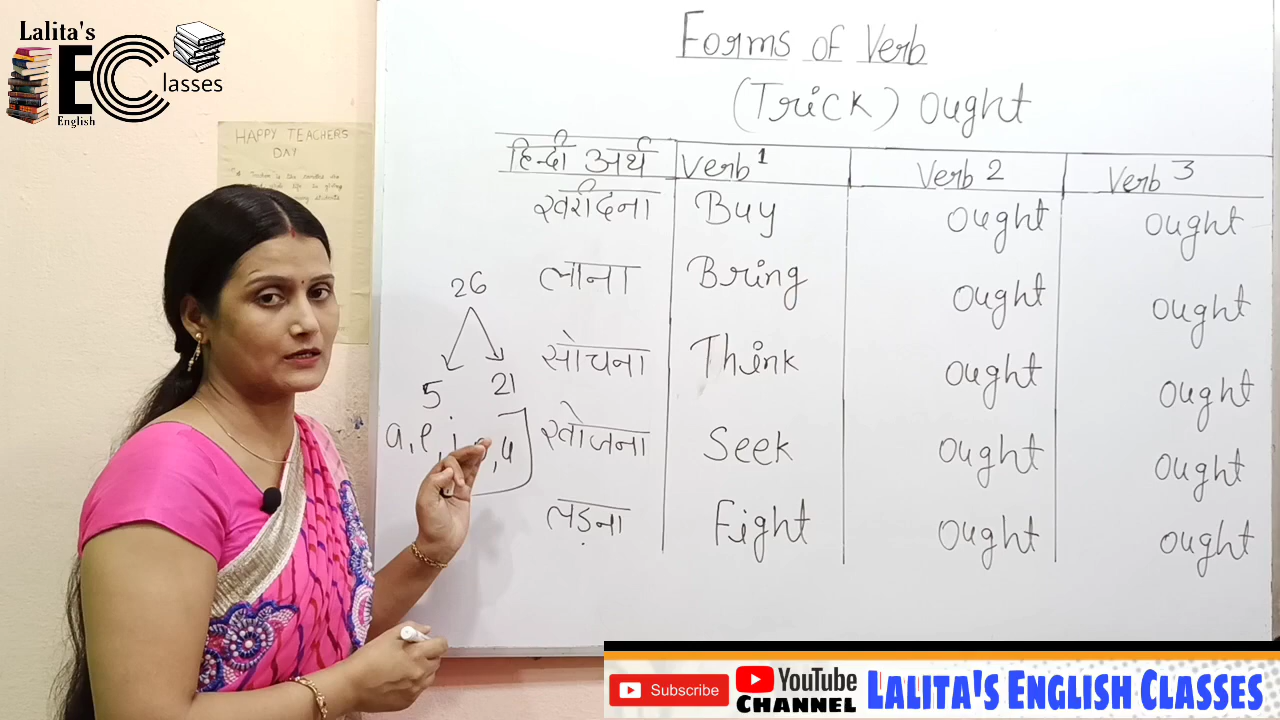 Lalita's
EC Classes
English
HAPPY TEACHERS
DAY
Forms of Verb
(Trick) Ought
हिन्दी अर्थ Verb 1 Verb 2 Verb 3
खरीदना Buy ought ought
लाना Bring ought ought
सोचना Think ought ought
खोजना Seek ought ought
लड़ना Fight ought ought
26
5 21
a, e, i, u
Subscribe
YouTube
CHANNEL
LALITA'S ENGLISH CLASSES